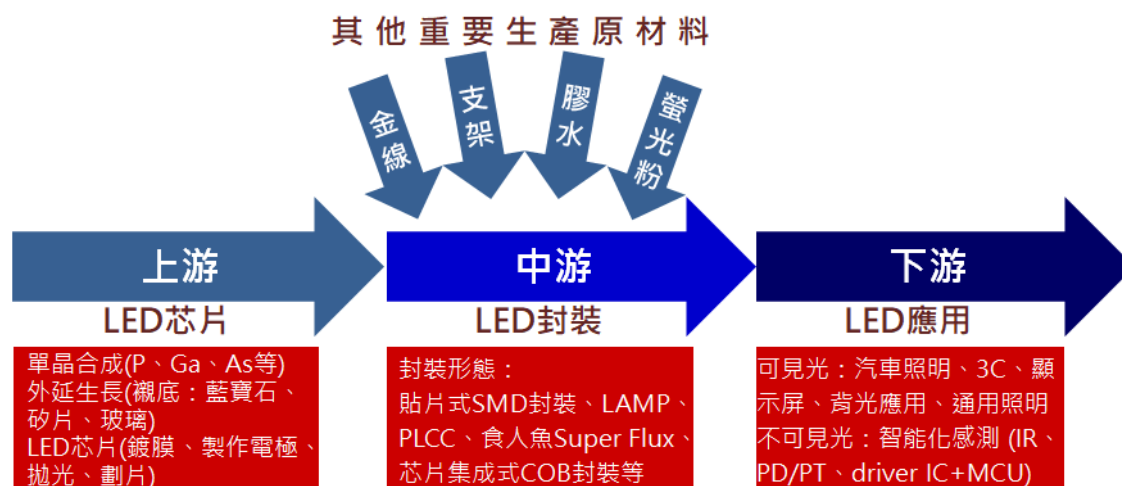 其他重要生產原材料
金線
支架
膠水
螢光粉
上游
中游
下游
LED芯片
LED封裝
LED應用
單晶合成(P、Ga、As等)
外延生長(襯底：藍寶石、
矽片、玻璃)
LED芯片(鍍膜、製作電極、
拋光、劃片)
封裝形態：
貼片式SMD封裝、LAMP、
PLCC、食人魚Super Flux、
芯片集成式COB封裝等
可見光：汽車照明、3C、顯
示屏、背光應用、通用照明
不可見光：智能化感測 (IR、
PD/PT、driver IC+MCU)